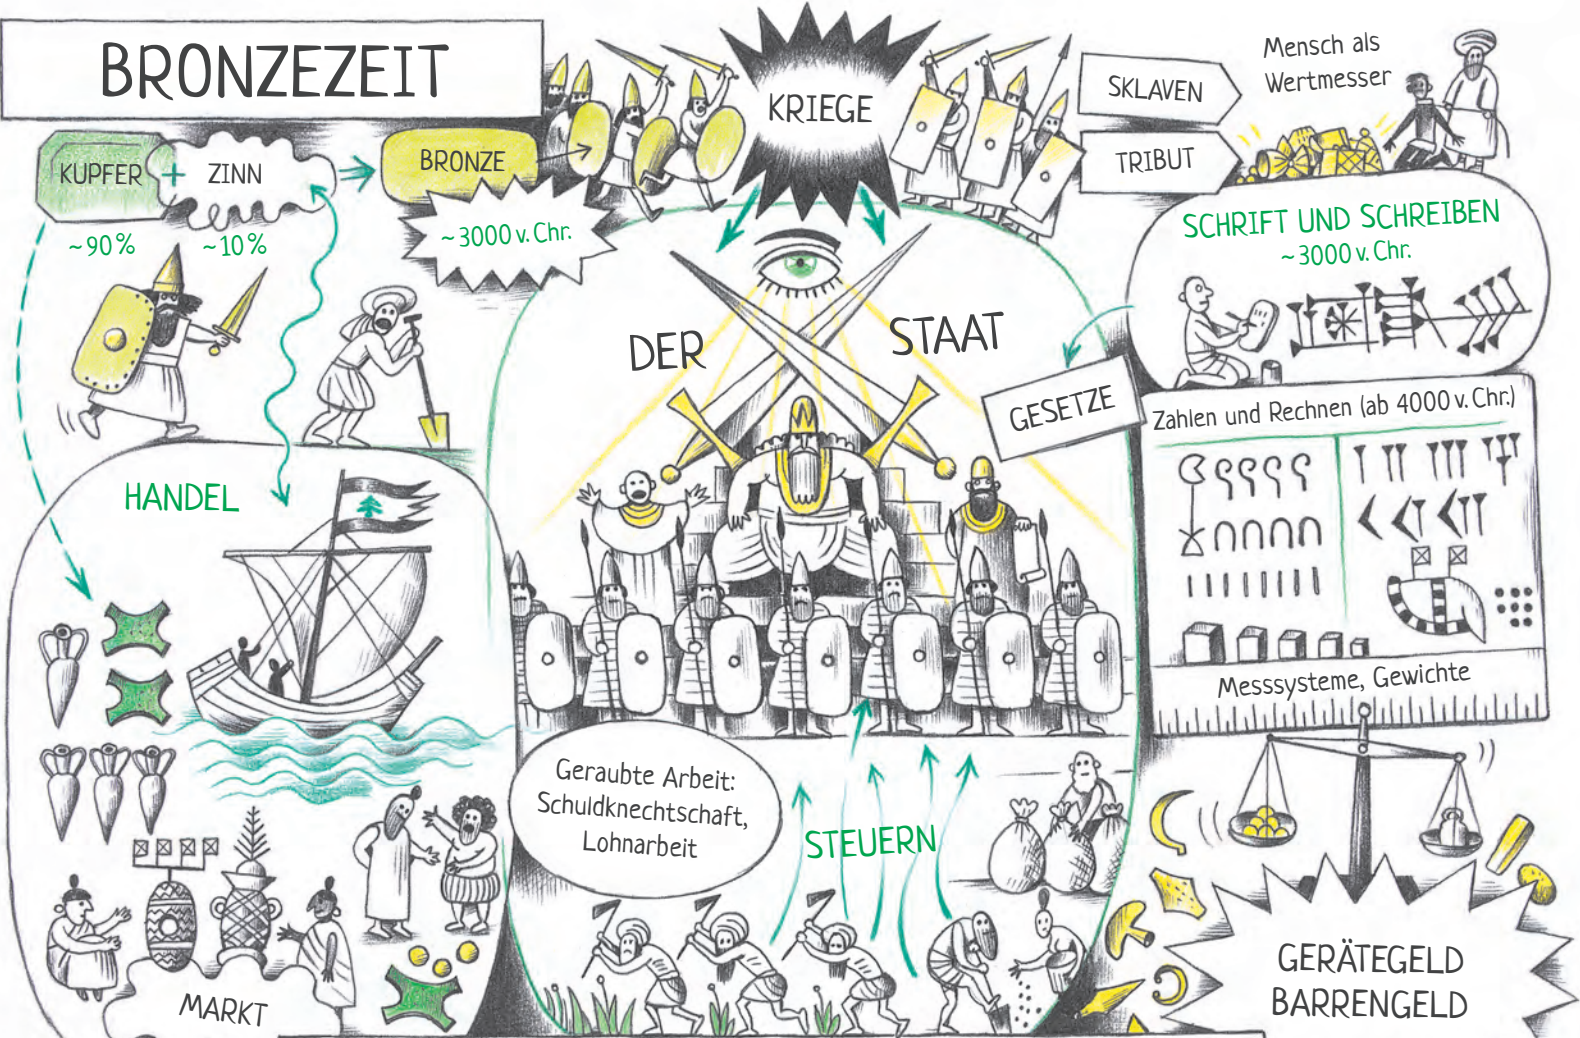 BRONZEZEIT
KUPFER + ZINN
~90 %
~10 %
BRONZE
~3000 v. Chr.
KRIEGE
SKLAVEN
TRIBUT
Mensch als
Wertmesser
SCHRIFT UND SCHREIBEN
~3000 v. Chr.
DER STAAT
GESETZE
Zahlen und Rechnen (ab 4000 v. Chr.)
Messsysteme, Gewichte
HANDEL
MARKT
Geraubte Arbeit:
Schuldknechtschaft,
Lohnarbeit
STEUERN
GERÄTEGELD
BARRENGELD